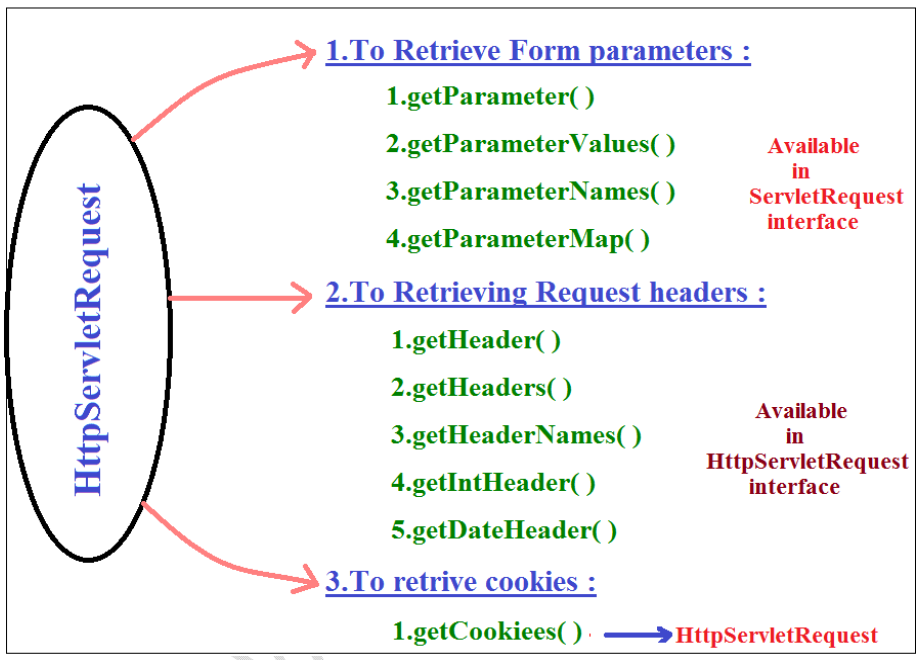 HttpServletRequest
1.To Retrieve Form parameters :
1.getParameter( )
2.getParameterValues( )
3.getParameterNames( )
4.getParameterMap( )
Available
in
ServletRequest
interface
2.To Retrieving Request headers :
1.getHeader( )
2.getHeaders( )
3.getHeaderNames( )
4.getIntHeader( )
5.getDateHeader( )
Available
in
HttpServletRequest
interface
3.To retrive cookies :
1.getCookiees( )
HttpServletRequest